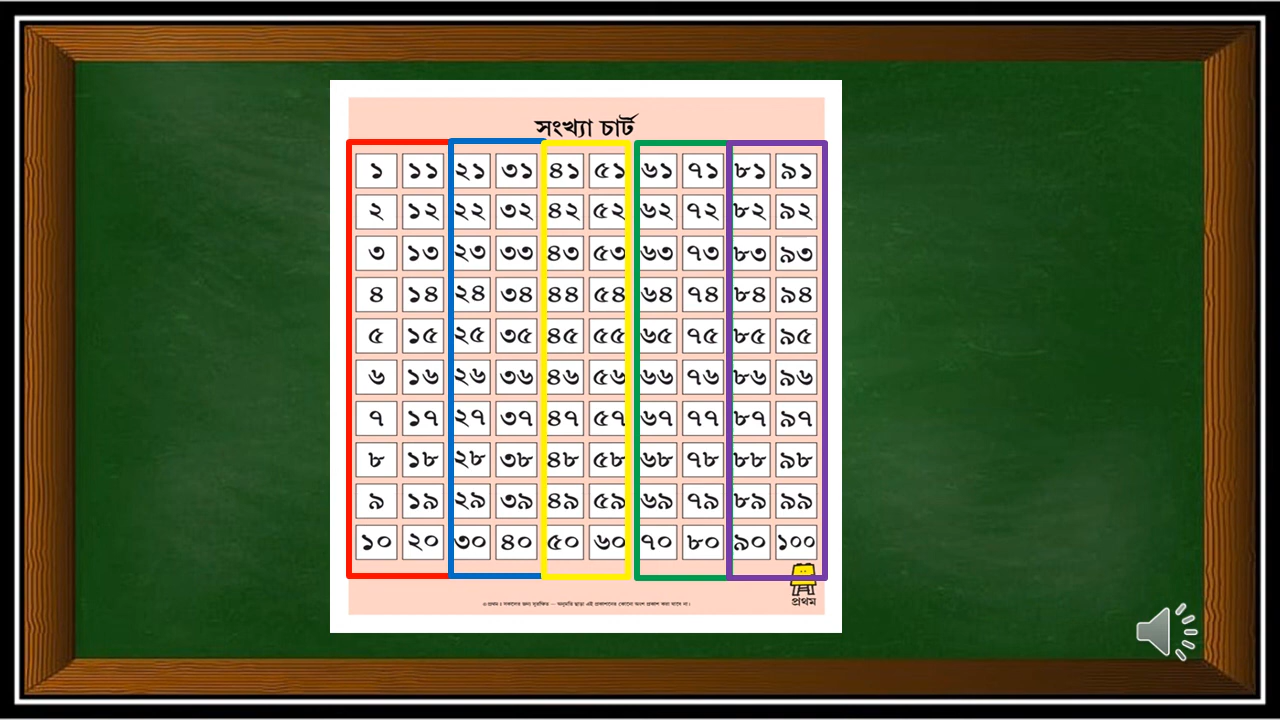 সংখ্যা চার্ট
১ ১১ ২১ ৩১ ৪১ ৫১ ৬১ ৭১ ৮১ ৯১
২ ১২ ২২ ৩২ ৪২ ৫২ ৬২ ৭২ ৮২ ৯২
৩ ১৩ ২৩ ৩৩ ৪৩ ৫৩ ৬৩ ৭৩ ৮৩ ৯৩
৪ ১৪ ২৪ ৩৪ ৪৪ ৫৪ ৬৪ ৭৪ ৮৪ ৯৪
৫ ১৫ ২৫ ৩৫ ৪৫ ৫৫ ৬৫ ৭৫ ৮৫ ৯৫
৬ ১৬ ২৬ ৩৬ ৪৬ ৫৬ ৬৬ ৭৬ ৮৬ ৯৬
৭ ১৭ ২৭ ৩৭ ৪৭ ৫৭ ৬৭ ৭৭ ৮৭ ৯৭
৮ ১৮ ২৮ ৩৮ ৪৮ ৫৮ ৬৮ ৭৮ ৮৮ ৯৮
৯ ১৯ ২৯ ৩৯ ৪৯ ৫৯ ৬৯ ৭৯ ৮৯ ৯৯
১০ ২০ ৩০ ৪০ ৫০ ৬০ ৭০ ৮০ ৯০ ১০০
প্রথম